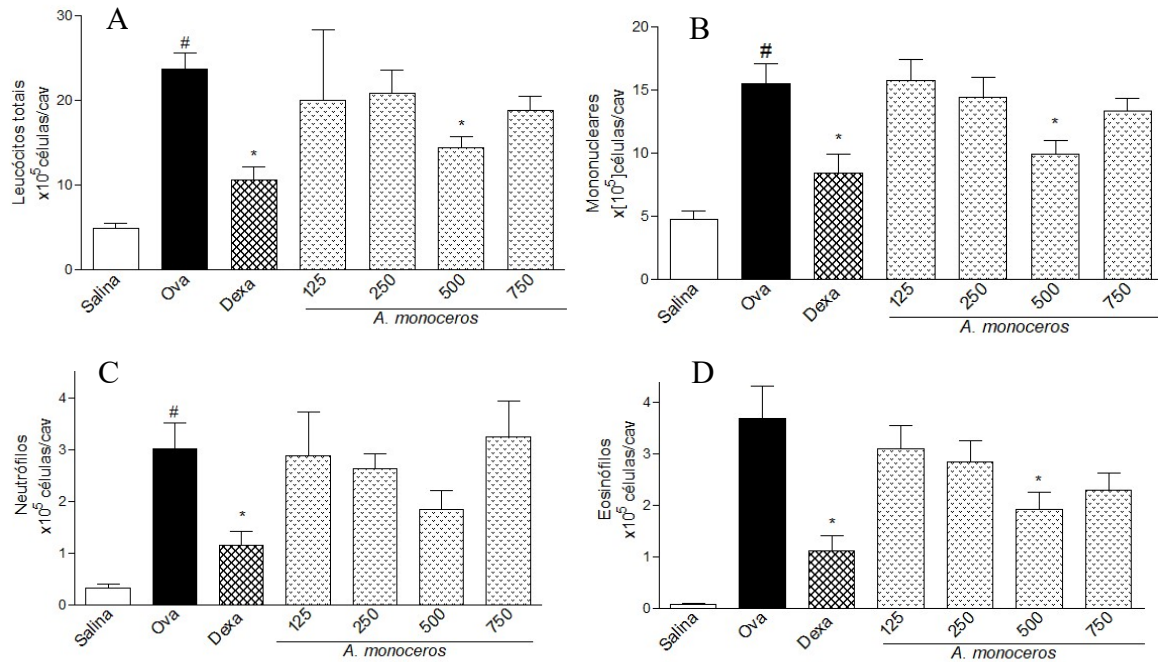 A
Leucócitos totais
x10⁵células/cav
30
20
10
0
#
*
*
Salina Ova Dexa 125 250 500 750
A. monoceros
B
Mononucleares
x[10⁵]células/cav
20
15
10
5
0
#
*
*
Salina Ova Dexa 125 250 500 750
A. monoceros
C
Neutrófilos
x10⁵ células/cav
4
3
2
1
0
#
*
Salina Ova Dexa 125 250 500 750
A. monoceros
D
Eosinófilos
x10⁵ células/cav
4
3
2
1
0
*
*
Salina Ova Dexa 125 250 500 750
A. monoceros